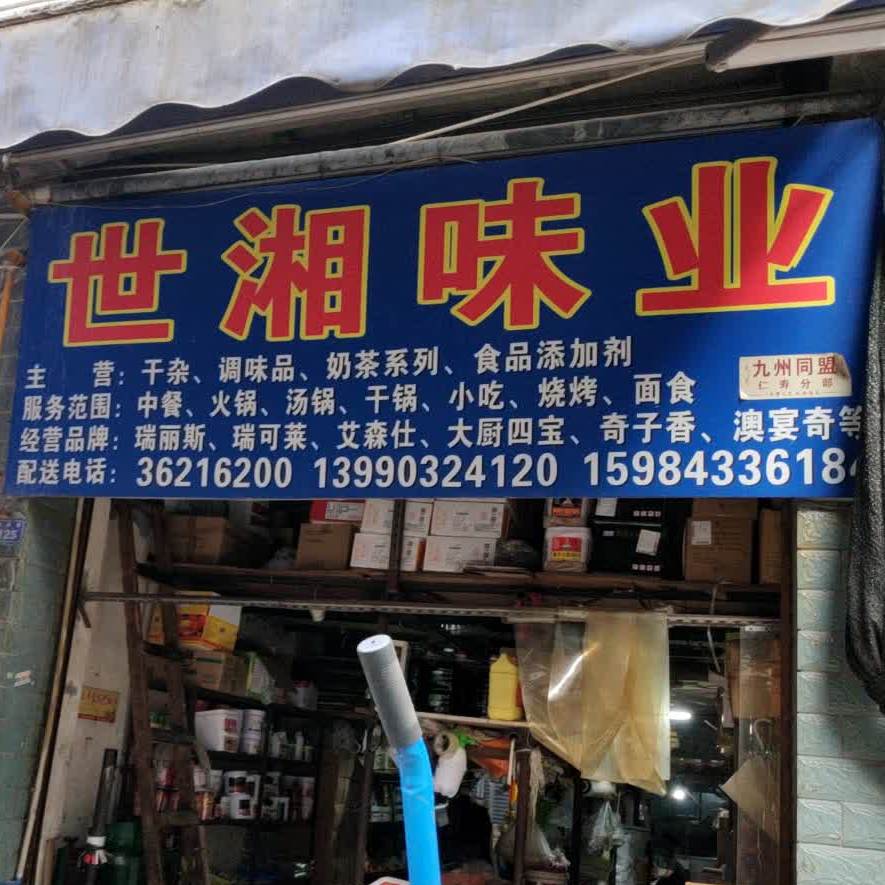 世湘味业
主 营：干杂、调味品、奶茶系列、食品添加剂
服务范围：中餐、火锅、汤锅、干锅、小吃、烧烤、面食
九州同盟
仁寿分部
经营品牌：瑞丽斯、瑞可莱、艾森仕、大厨四宝、奇子香、澳宴奇等
配送电话：36216200 13990324120 15984336184
125